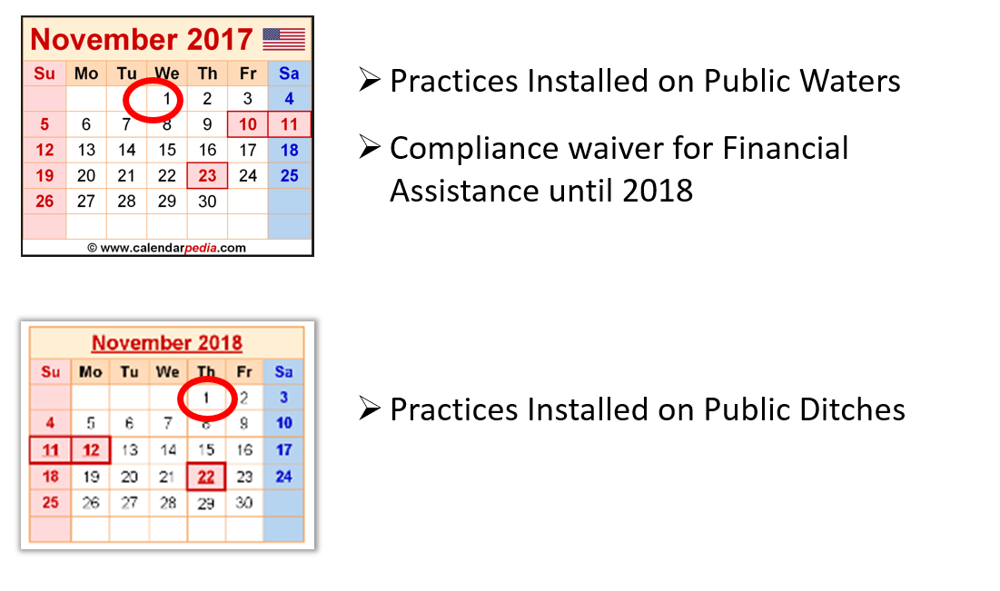 November 2017
Su Mo Tu We Th Fr Sa
1 2 3 4
5 6 7 8 9 10 11
12 13 14 15 16 17 18
19 20 21 22 23 24 25
26 27 28 29 30
© www.calendarpedia.com
➢ Practices Installed on Public Waters
➢ Compliance waiver for Financial
Assistance until 2018
November 2018
Su Mo Tu We Th Fr Sa
1 2 3
4 5 6 7 8 9 10
11 12 13 14 15 16 17
18 19 20 21 22 23 24
25 26 27 28 29 30
➢ Practices Installed on Public Ditches